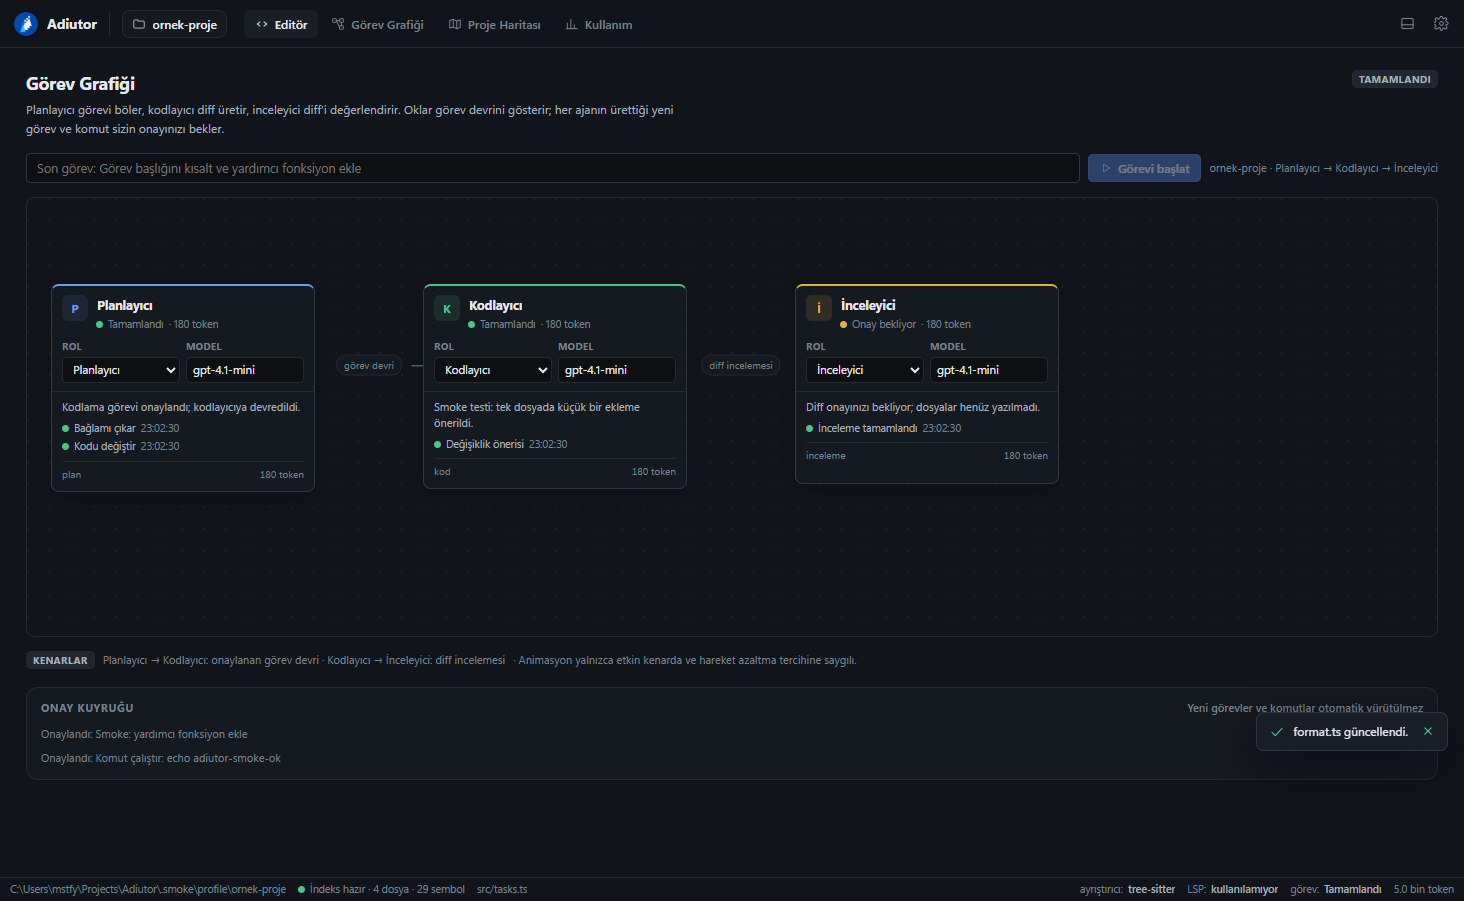 Adiutor
ornek-proje
Editör
Görev Grafiği
Proje Haritası
Kullanım
Görev Grafiği
TAMAMLANDI
Planlayıcı görevi böler, kodlayıcı diff üretir, inceleyici diff'i değerlendirir. Oklar görev devrini gösterir; her ajanın ürettiği yeni
görev ve komut sizin onayınızı bekler.
Son görev: Görev başlığını kısalt ve yardımcı fonksiyon ekle
Görevi başlat
ornek-proje · Planlayıcı → Kodlayıcı → İnceleyici
P
Planlayıcı
Tamamlandı · 180 token
ROL
MODEL
Planlayıcı
gpt-4.1-mini
Kodlama görevi onaylandı; kodlayıcıya devredildi.
Bağlamı çıkar 23:02:30
Kodu değiştir 23:02:30
plan
180 token
görev devri
K
Kodlayıcı
Tamamlandı · 180 token
ROL
MODEL
Kodlayıcı
gpt-4.1-mini
Smoke testi: tek dosyada küçük bir ekleme
önerildi.
Değişiklik önerisi 23:02:30
kod
180 token
diff incelemesi
İ
İnceleyici
Onay bekliyor · 180 token
ROL
MODEL
İnceleyici
gpt-4.1-mini
Diff onayınızı bekliyor; dosyalar henüz yazılmadı.
İnceleme tamamlandı 23:02:30
inceleme
180 token
KENARLAR
Planlayıcı → Kodlayıcı: onaylanan görev devri · Kodlayıcı → İnceleyici: diff incelemesi · Animasyon yalnızca etkin kenarda ve hareket azaltma tercihine saygılı.
ONAY KUYRUĞU
Yeni görevler ve komutlar otomatik yürütülmez
Onaylandı: Smoke: yardımcı fonksiyon ekle
Onaylandı: Komut çalıştır: echo adiutor-smoke-ok
format.ts güncellendi.
C:\Users\mstfy\Projects\Adiutor\.smoke\profile\ornek-proje
İndeks hazır · 4 dosya · 29 sembol
src/tasks.ts
ayrıştırıcı: tree-sitter
LSP: kullanılamıyor
görev: Tamamlandı
5.0 bin token